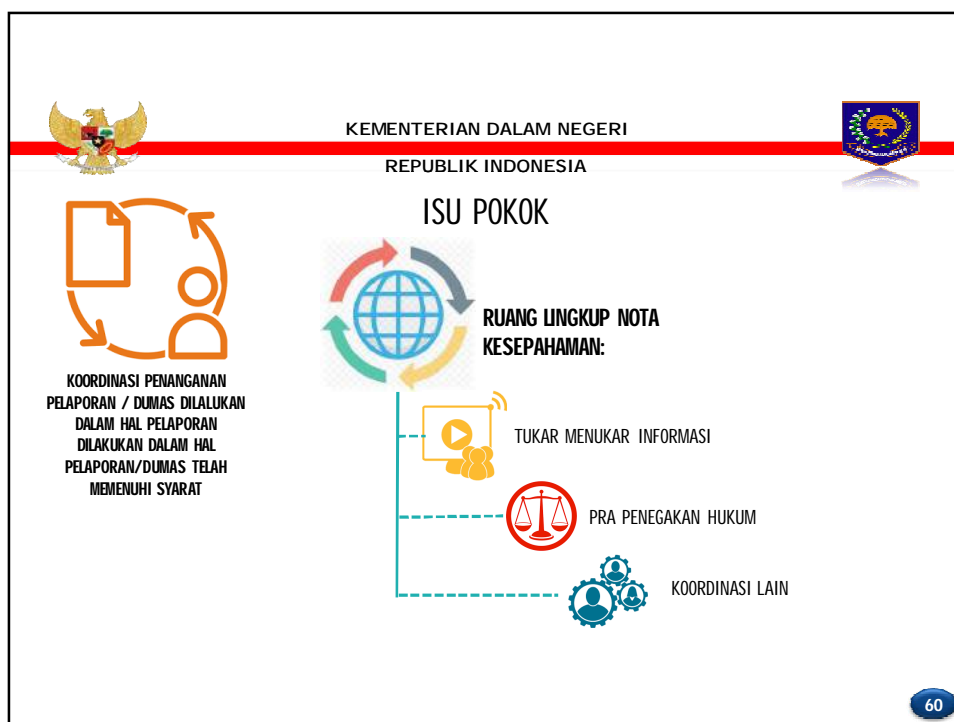 KEMENTERIAN DALAM NEGERI
REPUBLIK INDONESIA
ISU POKOK
KOORDINASI PENANGANAN
PELAPORAN / DUMAS DILALUKAN
DALAM HAL PELAPORAN
DILAKUKAN DALAM HAL
PELAPORAN/DUMAS TELAH
MEMENUHI SYARAT
RUANG LINGKUP NOTA
KESEPAHAMAN:
TUKAR MENUKAR INFORMASI
PRA PENEGAKAN HUKUM
KOORDINASI LAIN
60